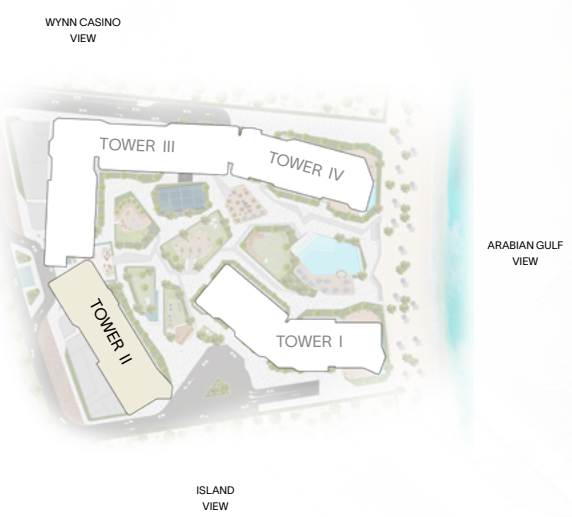 WYNN CASINO
VIEW
TOWER III
TOWER IV
ARABIAN GULF
VIEW
TOWER II
TOWER I
ISLAND
VIEW